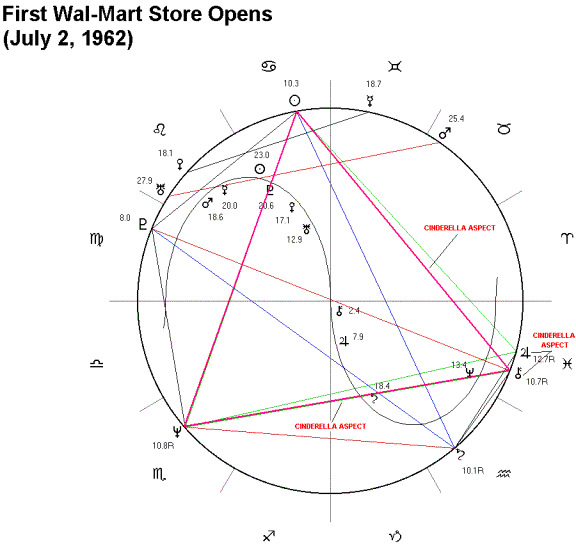 First Wal-Mart Store Opens
(July 2, 1962)
♋ ♊
10.3 18.7
☉ ☿
25.4
♂ ♉
♌
18.1
♀
23.0
☉
27.9
♅
☿ ♇
♂ 20.0 20.6 ♀
18.6 17.1
♅
12.9
8.0
♇
CINDERELLA ASPECT
♍ ♈
⚷ 2.4
♃ 7.9
CINDERELLA
ASPECT
♃
12.7R
13.4
♆
⚷
10.7R
♎ ♓
18.4
♄
CINDERELLA ASPECT
♆
10.8R
♄
10.1R
♏ ♒
♐ ♑